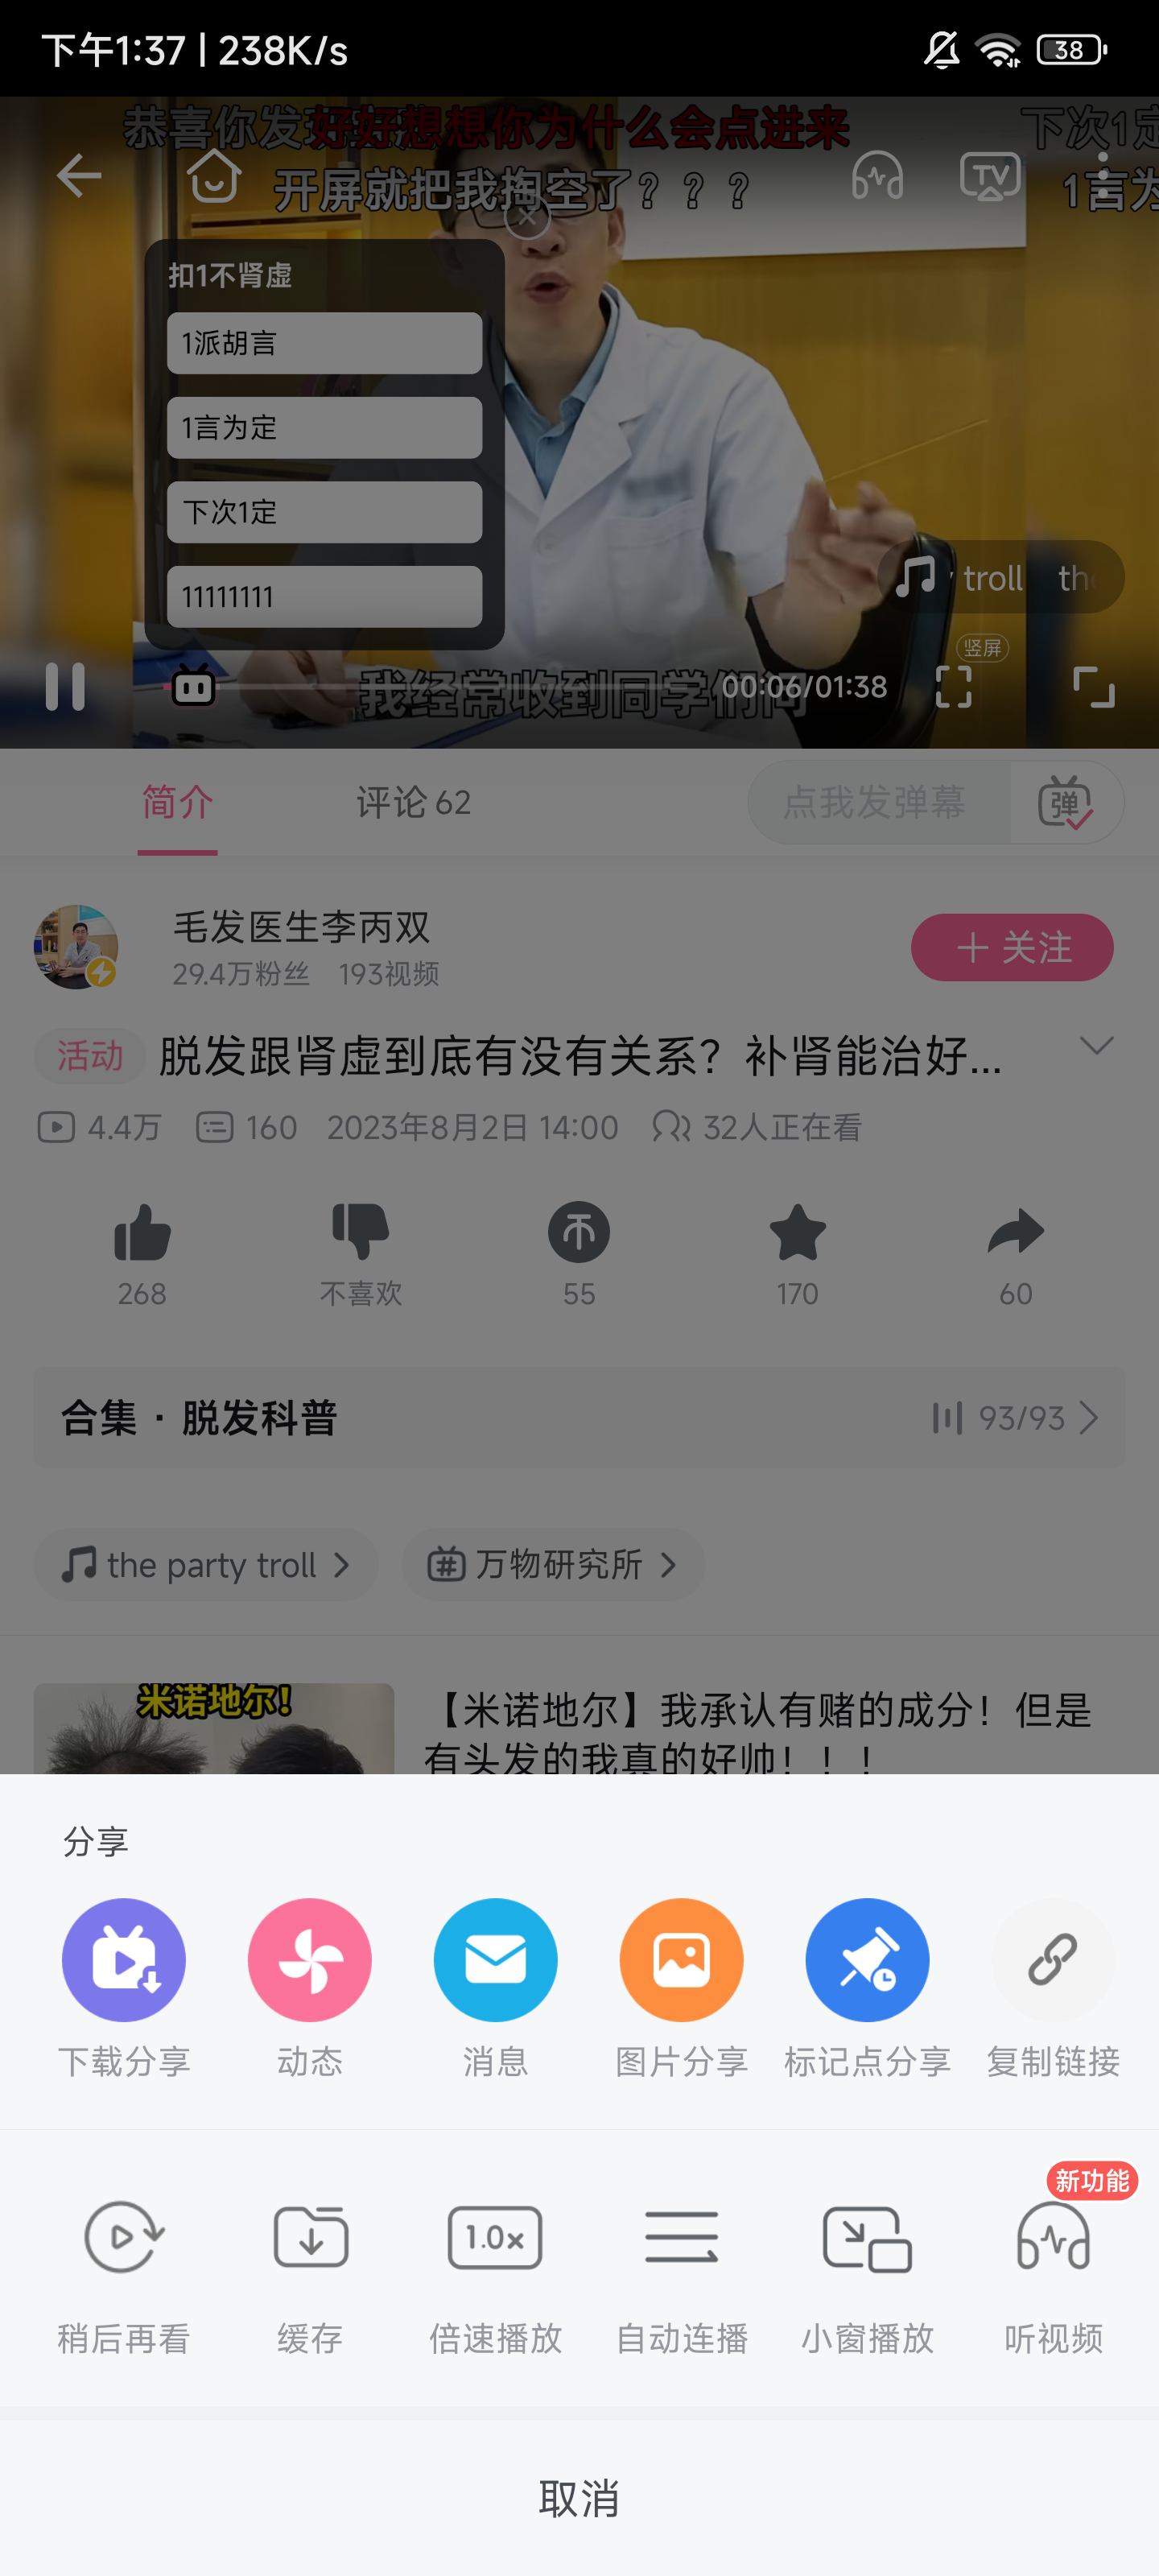 下午1:37 | 238K/s
38
恭喜你发
好好想想你为什么会点进来
下次1定
开屏就把我掏空了？？？
1言为
TV
扣1不肾虚
1派胡言
1言为定
下次1定
11111111
troll the
竖屏
我经常收到同学们问
00:06/01:38
简介
评论 62
点我发弹幕
弹
毛发医生李丙双
29.4万粉丝 193视频
+ 关注
活动 脱发跟肾虚到底有没有关系？补肾能治好...
4.4万 160 2023年8月2日 14:00 32人正在看
268 不喜欢 55 170 60
合集 · 脱发科普
93/93
the party troll
万物研究所
米诺地尔！
【米诺地尔】我承认有赌的成分！但是
有头发的我真的好帅！！！
分享
下载分享 动态 消息 图片分享 标记点分享 复制链接
新功能
1.0x
稍后再看 缓存 倍速播放 自动连播 小窗播放 听视频
取消